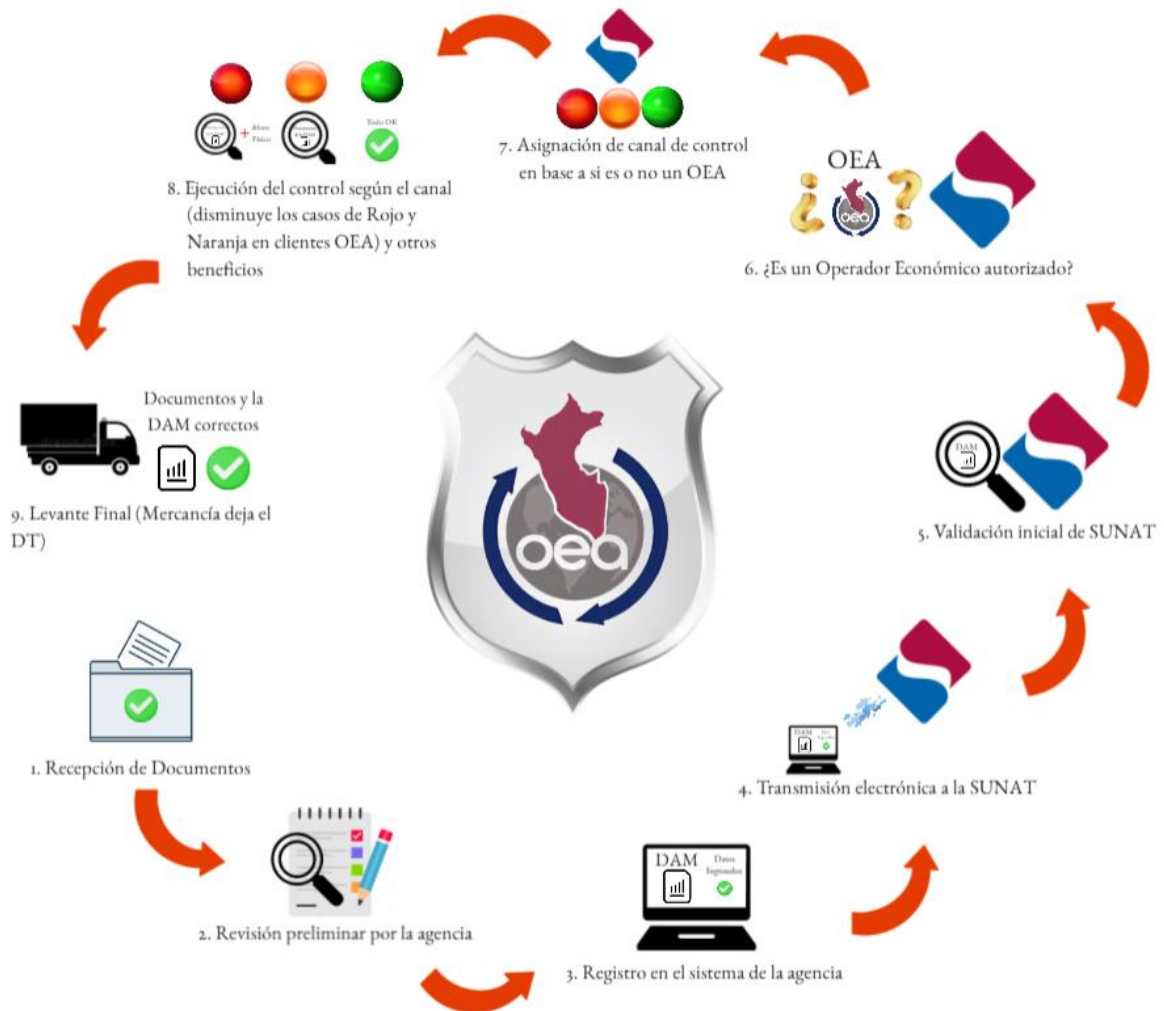 1. Recepción de Documentos
2. Revisión preliminar por la agencia
DAM
Datos
Ingresados
3. Registro en el sistema de la agencia
DAM
4. Transmisión electrónica a la SUNAT
DAM
5. Validación inicial de SUNAT
OEA
¿ oea ?
6. ¿Es un Operador Económico autorizado?
7. Asignación de canal de control
en base a si es o no un OEA
+ Aforo
Físico
Todo OK
8. Ejecución del control según el canal
(disminuye los casos de Rojo y
Naranja en clientes OEA) y otros
beneficios
Documentos y la
DAM correctos
9. Levante Final (Mercancía deja el
DT)
oea